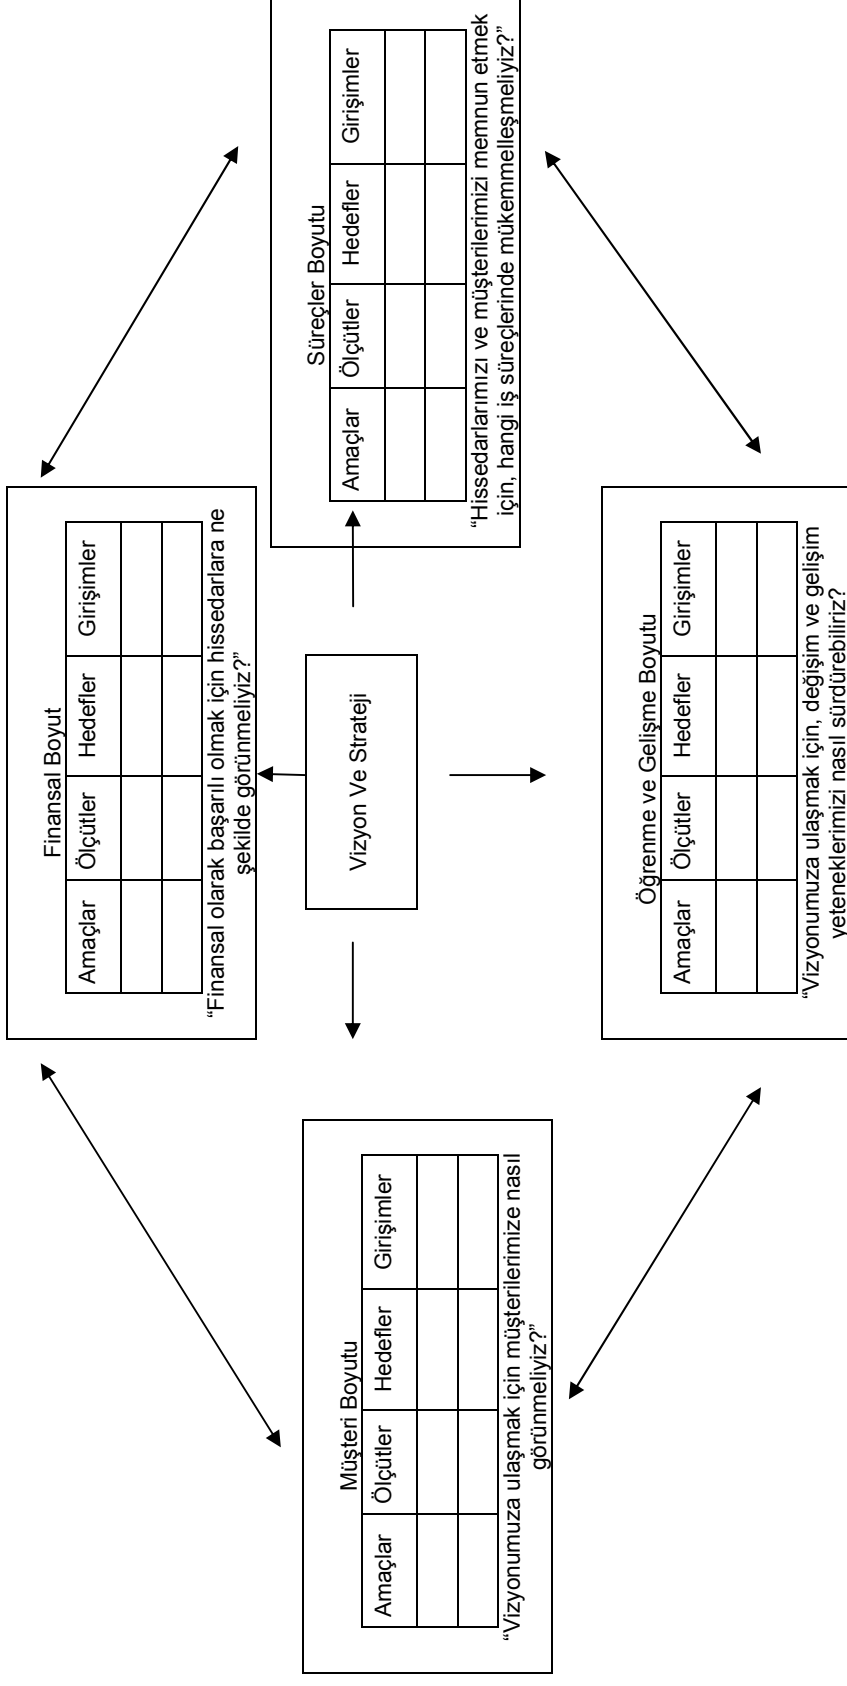 Finansal Boyut
Amaçlar Ölçütler Hedefler Girişimler
“Finansal olarak başarılı olmak için hissedarlara ne
şekilde görünmeliyiz?”
Müşteri Boyutu
Amaçlar Ölçütler Hedefler Girişimler
“Vizyonumuza ulaşmak için müşterilerimize nasıl
görünmeliyiz?”
Vizyon Ve Strateji
Süreçler Boyutu
Amaçlar Ölçütler Hedefler Girişimler
“Hissedarlarımızı ve müşterilerimizi memnun etmek
için, hangi iş süreçlerinde mükemmelleşmeliyiz?”
Öğrenme ve Gelişme Boyutu
Amaçlar Ölçütler Hedefler Girişimler
“Vizyonumuza ulaşmak için, değişim ve gelişim
yeteneklerimizi nasıl sürdürebiliriz?